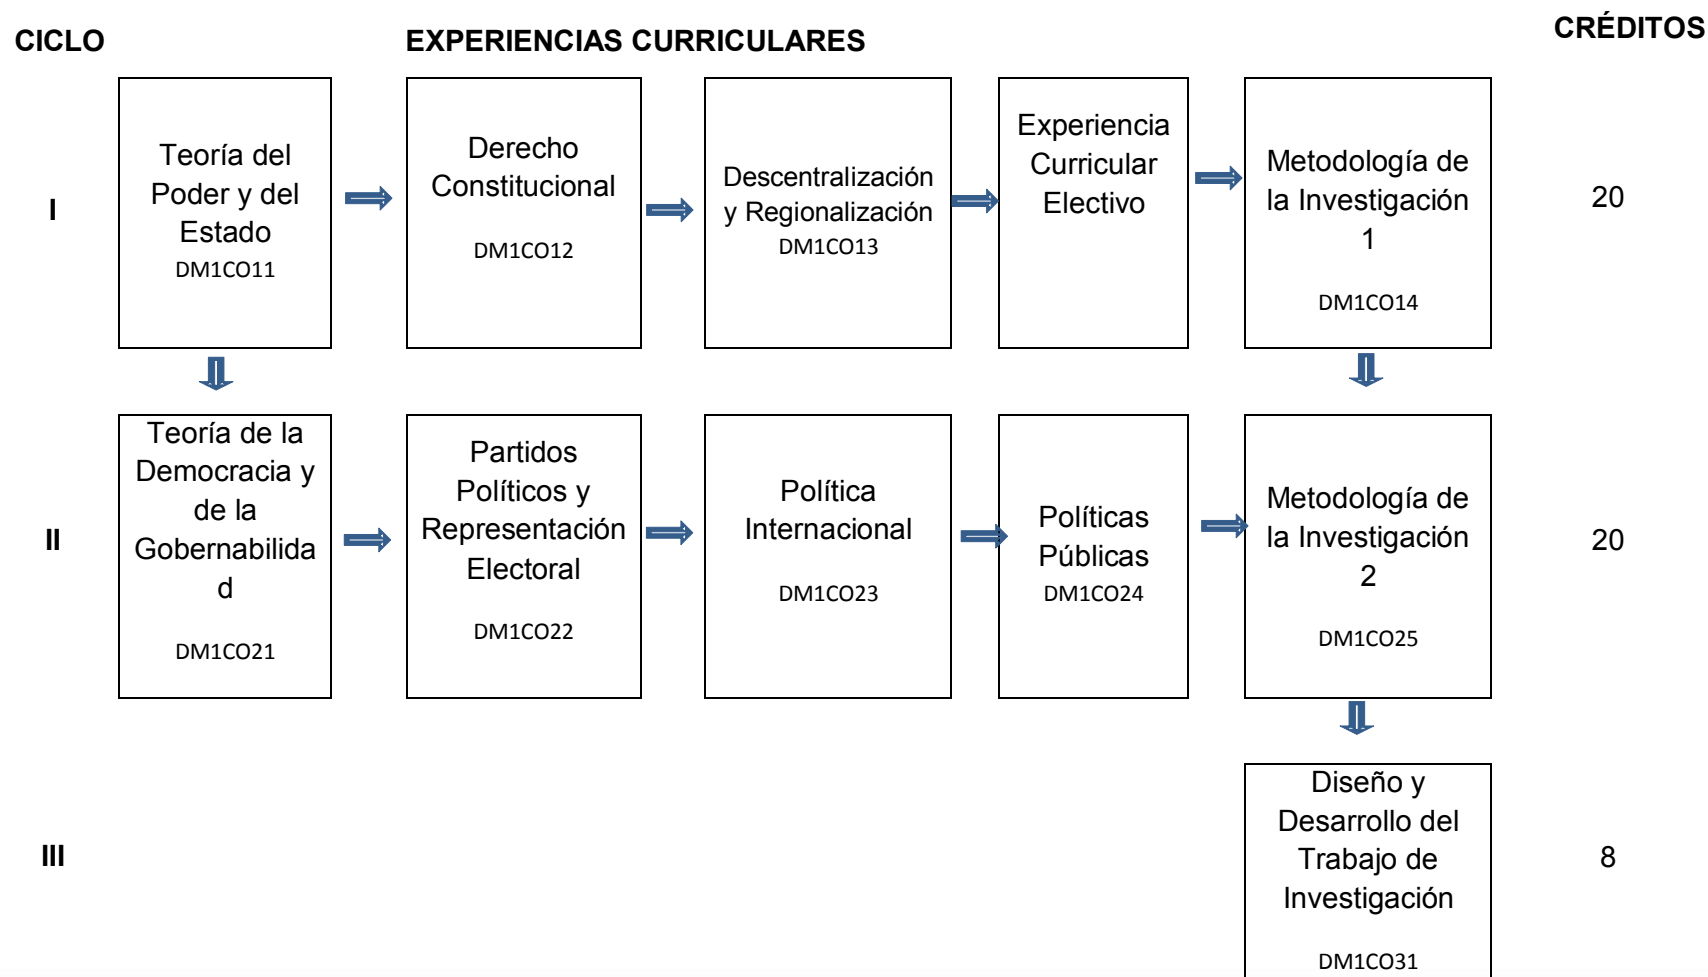 CICLO
EXPERIENCIAS CURRICULARES
CRÉDITOS
I
Teoría del
Poder y del
Estado
DM1CO11
Derecho
Constitucional
DM1CO12
Descentralización
y Regionalización
DM1CO13
Experiencia
Curricular
Electivo
Metodología de
la Investigación
1
DM1CO14
20
II
Teoría de la
Democracia y
de la
Gobernabilida
d
DM1CO21
Partidos
Políticos y
Representación
Electoral
DM1CO22
Política
Internacional
DM1CO23
Políticas
Públicas
DM1CO24
Metodología de
la Investigación
2
DM1CO25
20
III
Diseño y
Desarrollo del
Trabajo de
Investigación
DM1CO31
8